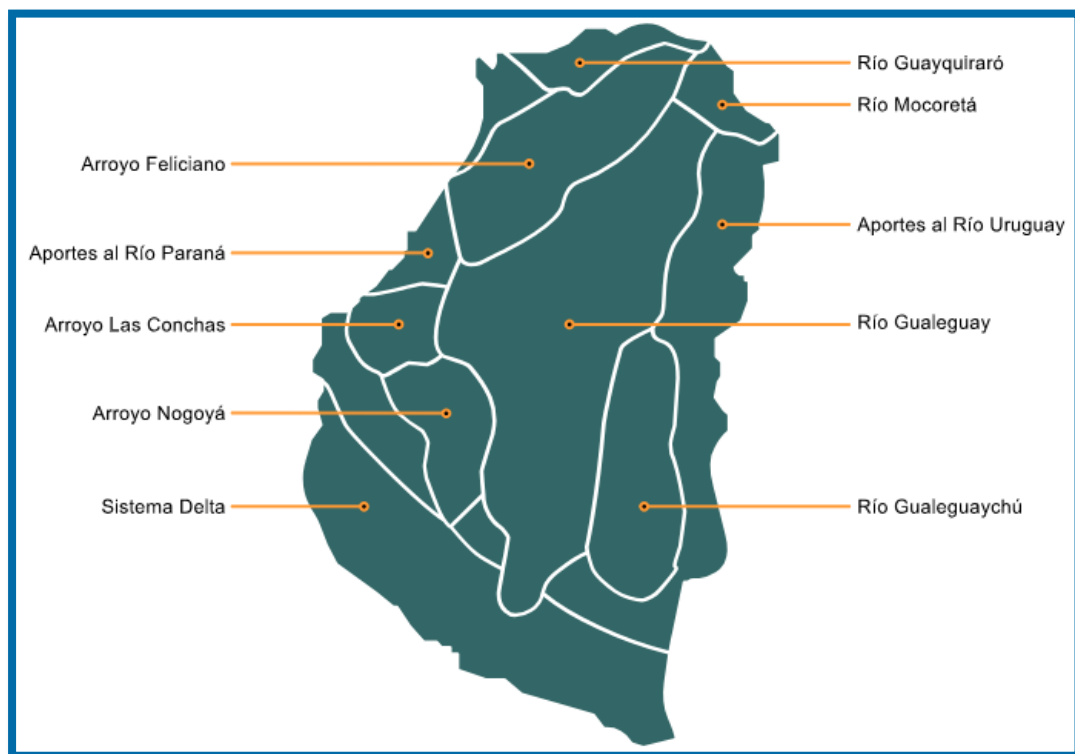 Río Guayquiraró
Río Mocoretá
Arroyo Feliciano
Aportes al Río Uruguay
Aportes al Río Paraná
Arroyo Las Conchas
Río Gualeguay
Arroyo Nogoyá
Sistema Delta
Río Gualeguaychú